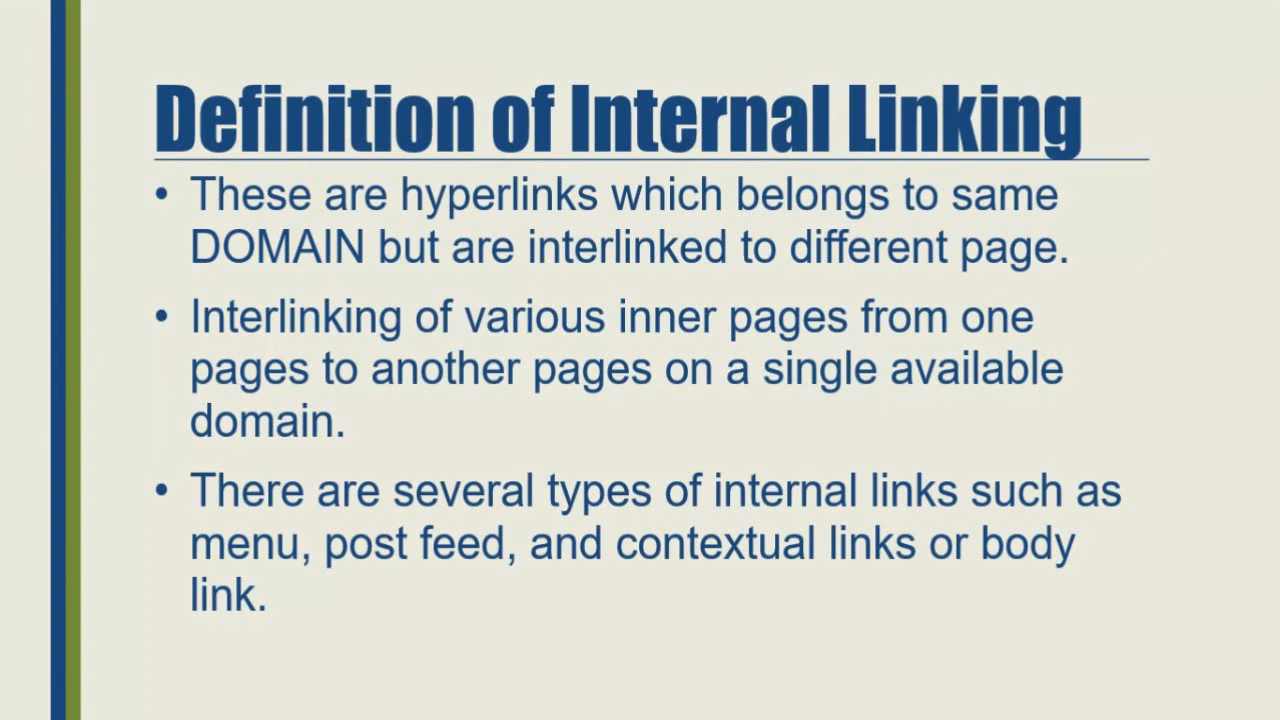 Definition of Internal Linking
• These are hyperlinks which belongs to same
DOMAIN but are interlinked to different page.
• Interlinking of various inner pages from one
pages to another pages on a single available
domain.
• There are several types of internal links such as
menu, post feed, and contextual links or body
link.